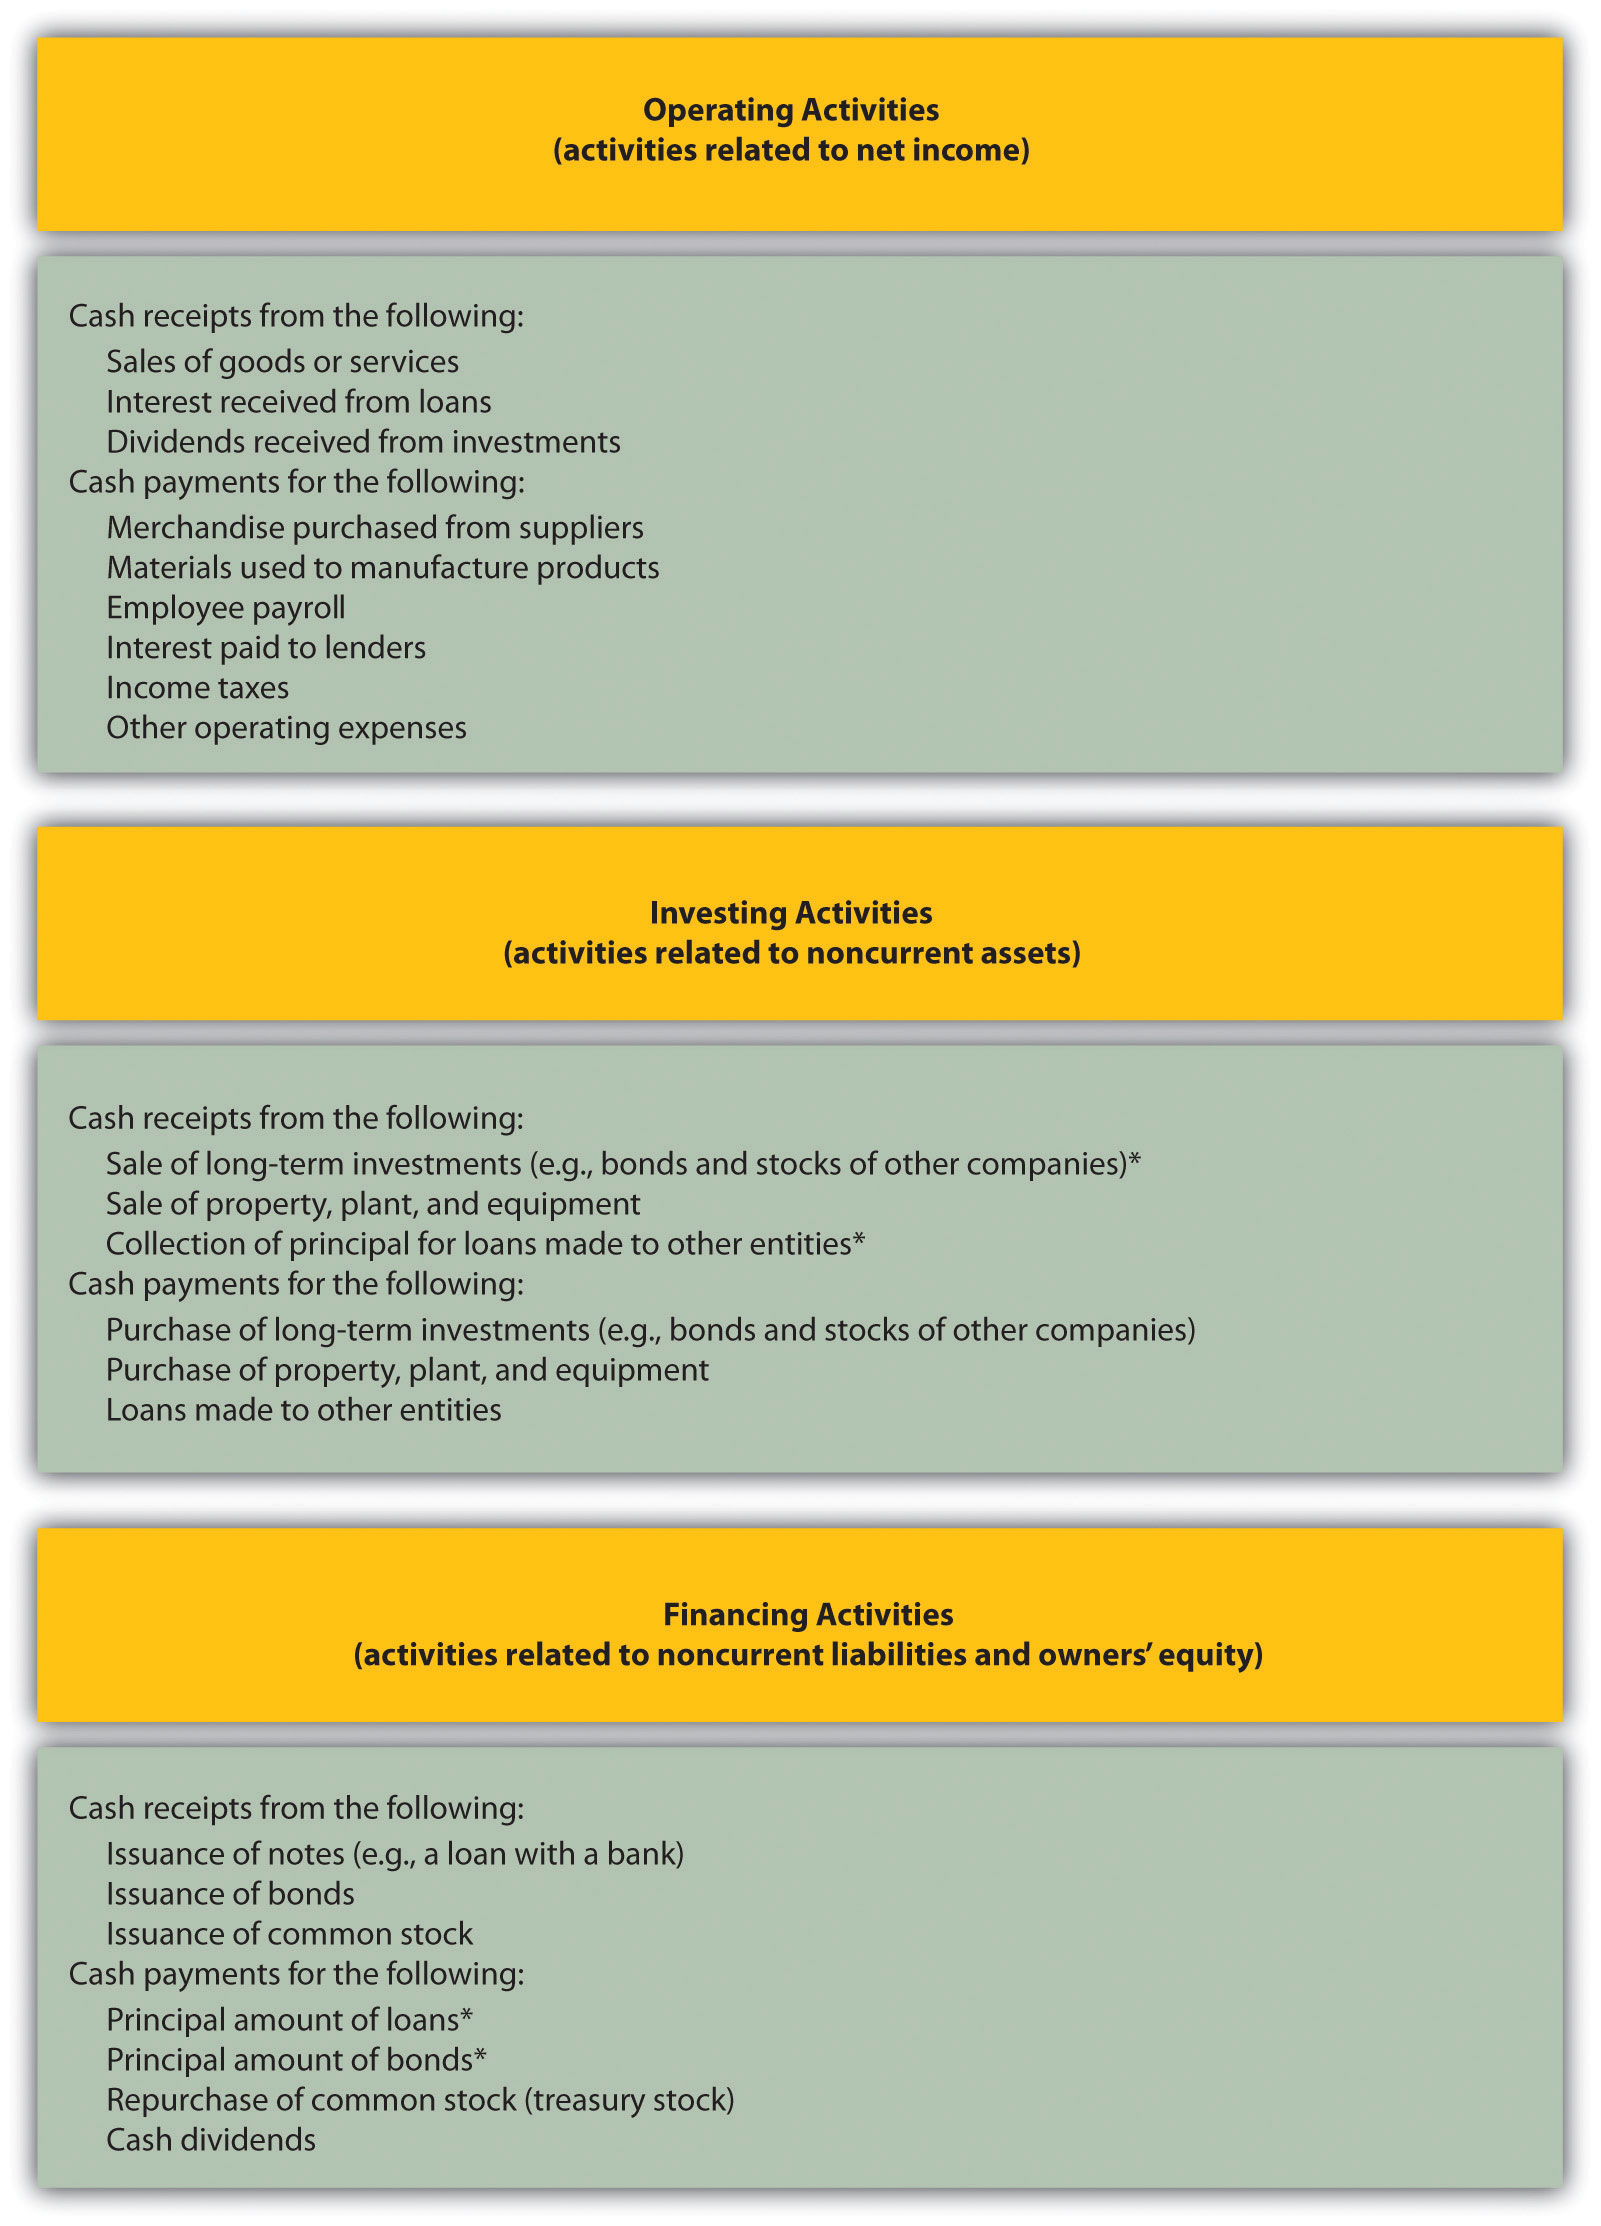 Operating Activities
(activities related to net income)
Cash receipts from the following:
Sales of goods or services
Interest received from loans
Dividends received from investments
Cash payments for the following:
Merchandise purchased from suppliers
Materials used to manufacture products
Employee payroll
Interest paid to lenders
Income taxes
Other operating expenses
Investing Activities
(activities related to noncurrent assets)
Cash receipts from the following:
Sale of long-term investments (e.g., bonds and stocks of other companies)*
Sale of property, plant, and equipment
Collection of principal for loans made to other entities*
Cash payments for the following:
Purchase of long-term investments (e.g., bonds and stocks of other companies)
Purchase of property, plant, and equipment
Loans made to other entities
Financing Activities
(activities related to noncurrent liabilities and owners’ equity)
Cash receipts from the following:
Issuance of notes (e.g., a loan with a bank)
Issuance of bonds
Issuance of common stock
Cash payments for the following:
Principal amount of loans*
Principal amount of bonds*
Repurchase of common stock (treasury stock)
Cash dividends